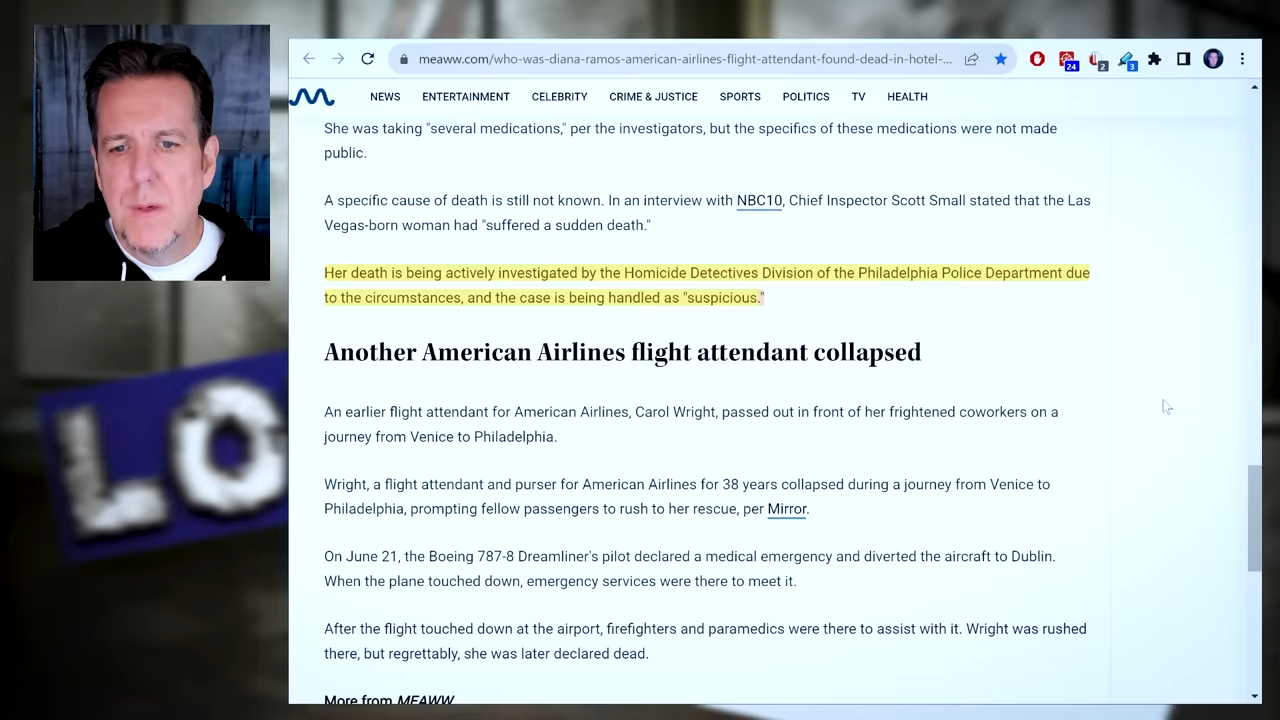 meaww.com/who-was-diana-ramos-american-airlines-flight-attendant-found-dead-in-hotel-...
24
2
3
NEWS ENTERTAINMENT CELEBRITY CRIME & JUSTICE SPORTS POLITICS TV HEALTH
She was taking "several medications," per the investigators, but the specifics of these medications were not made
public.
A specific cause of death is still not known. In an interview with NBC10, Chief Inspector Scott Small stated that the Las
Vegas-born woman had "suffered a sudden death."
Her death is being actively investigated by the Homicide Detectives Division of the Philadelphia Police Department due
to the circumstances, and the case is being handled as "suspicious."
Another American Airlines flight attendant collapsed
An earlier flight attendant for American Airlines, Carol Wright, passed out in front of her frightened coworkers on a
journey from Venice to Philadelphia.
Wright, a flight attendant and purser for American Airlines for 38 years collapsed during a journey from Venice to
Philadelphia, prompting fellow passengers to rush to her rescue, per Mirror.
On June 21, the Boeing 787-8 Dreamliner's pilot declared a medical emergency and diverted the aircraft to Dublin.
When the plane touched down, emergency services were there to meet it.
After the flight touched down at the airport, firefighters and paramedics were there to assist with it. Wright was rushed
there, but regrettably, she was later declared dead.
More from MEAWW
LO